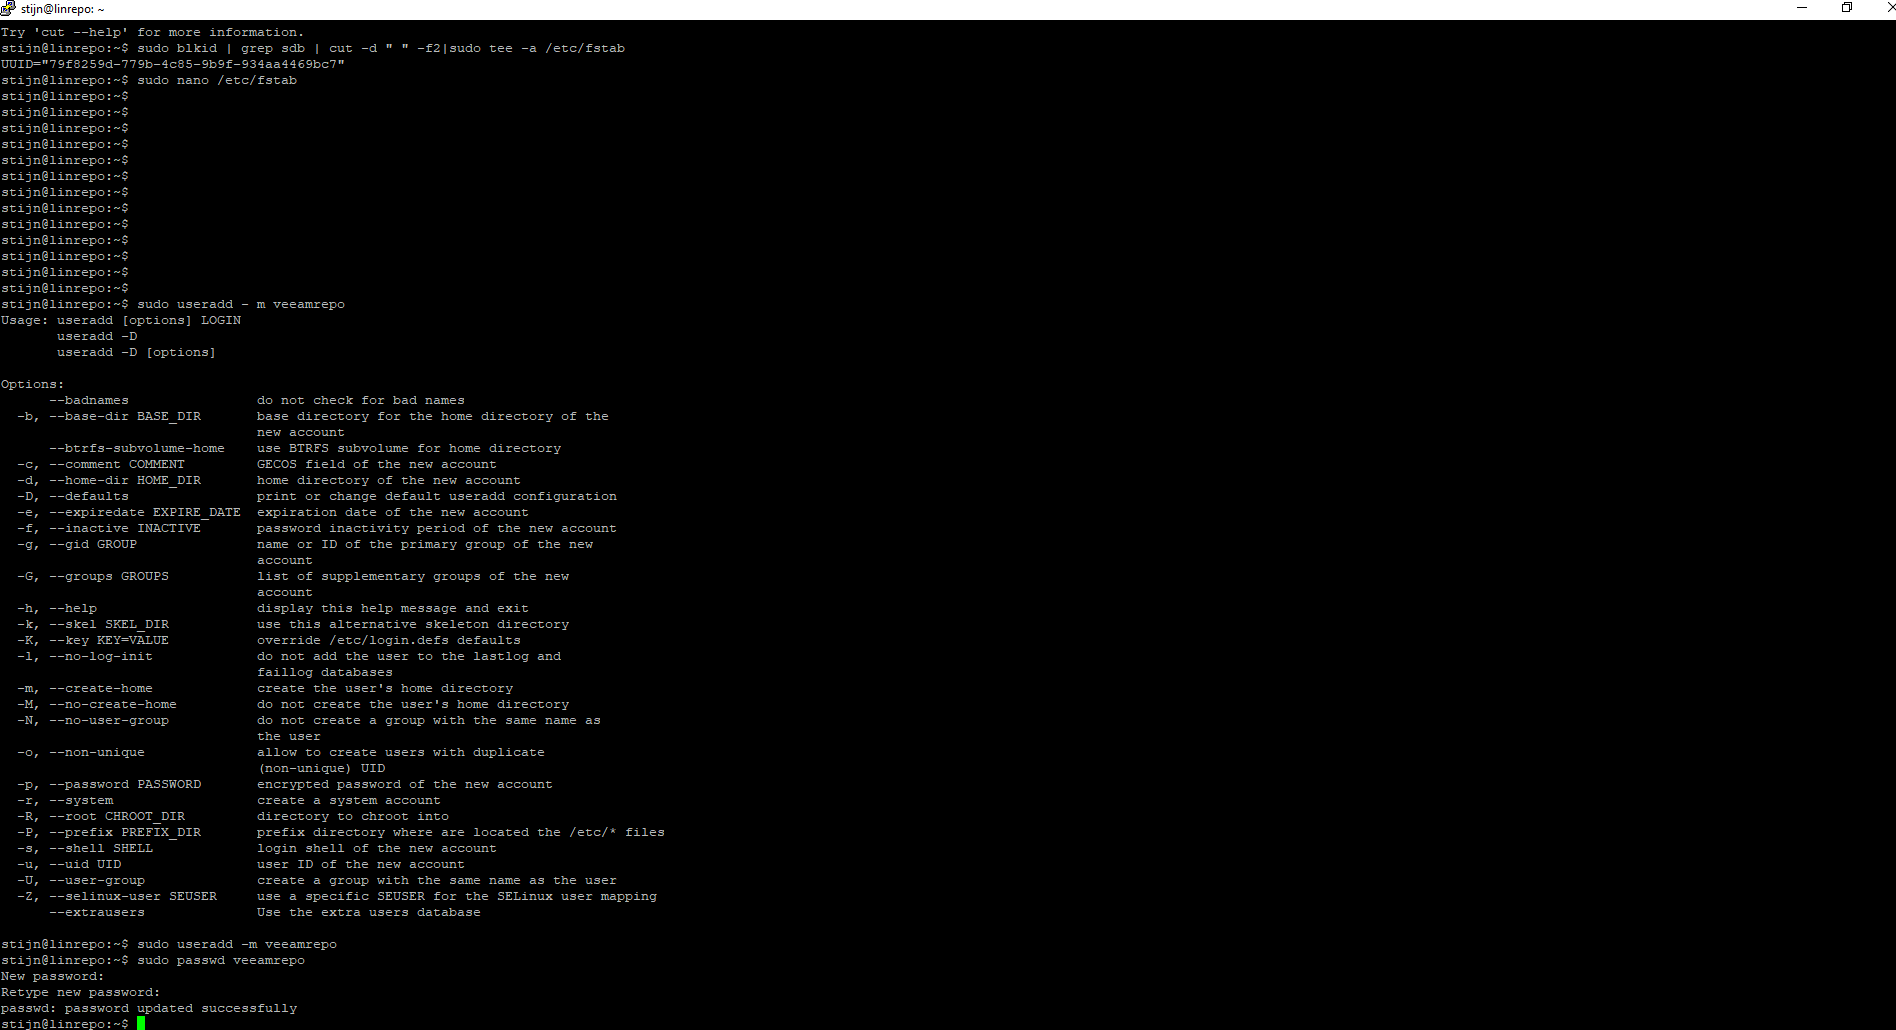 stijn@linrepo: ~
Try 'cut --help' for more information.
stijn@linrepo:~$ sudo blkid | grep sdb | cut -d " " -f2|sudo tee -a /etc/fstab
UUID="79f8259d-779b-4c85-9b9f-934aa4469bc7"
stijn@linrepo:~$ sudo nano /etc/fstab
stijn@linrepo:~$
stijn@linrepo:~$
stijn@linrepo:~$
stijn@linrepo:~$
stijn@linrepo:~$
stijn@linrepo:~$
stijn@linrepo:~$
stijn@linrepo:~$
stijn@linrepo:~$
stijn@linrepo:~$
stijn@linrepo:~$
stijn@linrepo:~$
stijn@linrepo:~$
stijn@linrepo:~$ sudo useradd - m veeamrepo
Usage: useradd [options] LOGIN
       useradd -D
       useradd -D [options]

Options:
      --badnames                do not check for bad names
  -b, --base-dir BASE_DIR       base directory for the home directory of the
                                new account
      --btrfs-subvolume-home    use BTRFS subvolume for home directory
  -c, --comment COMMENT         GECOS field of the new account
  -d, --home-dir HOME_DIR       home directory of the new account
  -D, --defaults                print or change default useradd configuration
  -e, --expiredate EXPIRE_DATE  expiration date of the new account
  -f, --inactive INACTIVE       password inactivity period of the new account
  -g, --gid GROUP               name or ID of the primary group of the new
                                account
  -G, --groups GROUPS           list of supplementary groups of the new
                                account
  -h, --help                    display this help message and exit
  -k, --skel SKEL_DIR           use this alternative skeleton directory
  -K, --key KEY=VALUE           override /etc/login.defs defaults
  -l, --no-log-init             do not add the user to the lastlog and
                                faillog databases
  -m, --create-home             create the user's home directory
  -M, --no-create-home          do not create the user's home directory
  -N, --no-user-group           do not create a group with the same name as
                                the user
  -o, --non-unique              allow to create users with duplicate
                                (non-unique) UID
  -p, --password PASSWORD       encrypted password of the new account
  -r, --system                  create a system account
  -R, --root CHROOT_DIR         directory to chroot into
  -P, --prefix PREFIX_DIR       prefix directory where are located the /etc/* files
  -s, --shell SHELL             login shell of the new account
  -u, --uid UID                 user ID of the new account
  -U, --user-group              create a group with the same name as the user
  -Z, --selinux-user SEUSER     use a specific SEUSER for the SELinux user mapping
      --extrausers              Use the extra users database

stijn@linrepo:~$ sudo useradd -m veeamrepo
stijn@linrepo:~$ sudo passwd veeamrepo
New password:
Retype new password:
passwd: password updated successfully
stijn@linrepo:~$